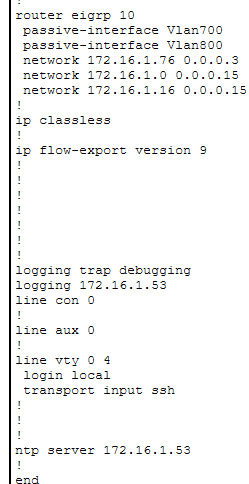 !
router eigrp 10
 passive-interface Vlan700
 passive-interface Vlan800
 network 172.16.1.76 0.0.0.3
 network 172.16.1.0 0.0.0.15
 network 172.16.1.16 0.0.0.15
!
ip classless
!
ip flow-export version 9
!
!
!
!
!
!
!
logging trap debugging
logging 172.16.1.53
line con 0
!
line aux 0
!
line vty 0 4
 login local
 transport input ssh
!
!
!
ntp server 172.16.1.53
!
end